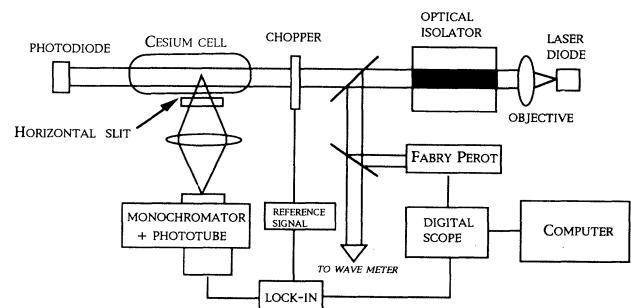 OPTICAL
ISOLATOR
LASER
DIODE
CHOPPER
CESIUM CELL
PHOTODIODE
OBJECTIVE
HORIZONTAL SLIT
FABRY PEROT
MONOCHROMATOR
+ PHOTOTUBE
REFERENCE
SIGNAL
DIGITAL
SCOPE
COMPUTER
TO WAVE METER
LOCK-IN